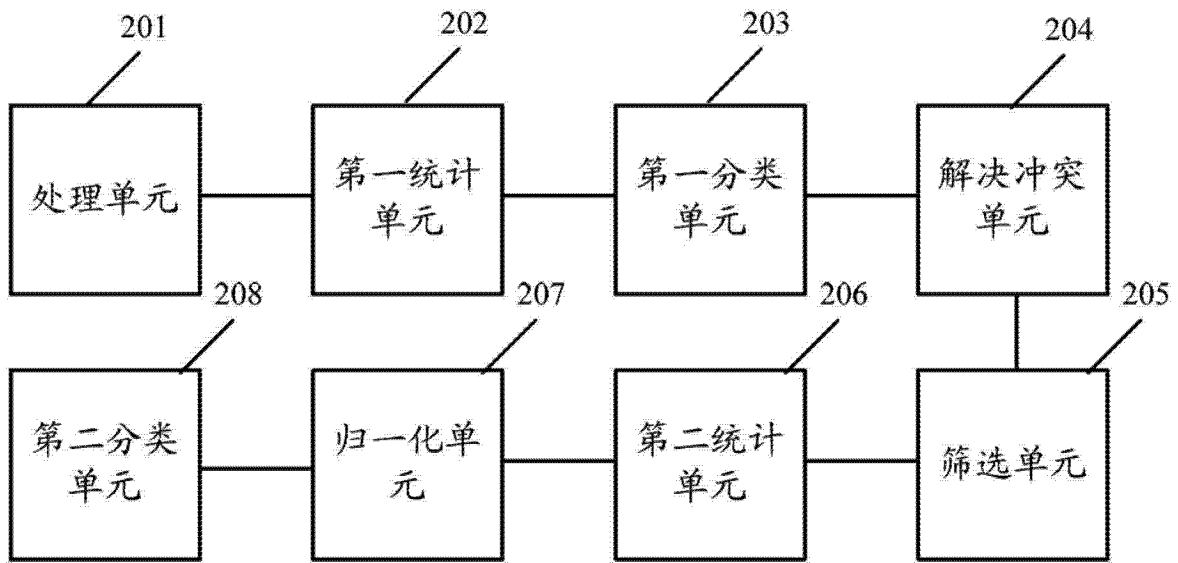 201
202
203
204
处理单元
第一统计
单元
第一分类
单元
解决冲突
单元
208
207
206
205
第二分类
单元
归一化单
元
第二统计
单元
筛选单元